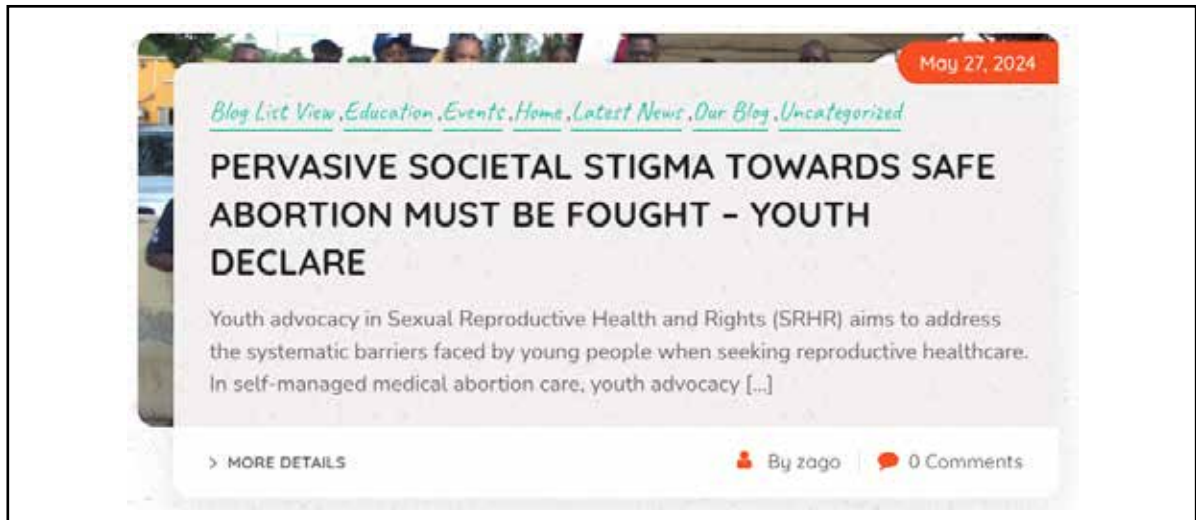 May 27, 2024
Blog List View ,Education ,Events ,Home ,Latest News ,Our Blog ,Uncategorized
PERVASIVE SOCIETAL STIGMA TOWARDS SAFE
ABORTION MUST BE FOUGHT – YOUTH
DECLARE
Youth advocacy in Sexual Reproductive Health and Rights (SRHR) aims to address
the systematic barriers faced by young people when seeking reproductive healthcare.
In self-managed medical abortion care, youth advocacy [...]
> MORE DETAILS
By zago
0 Comments